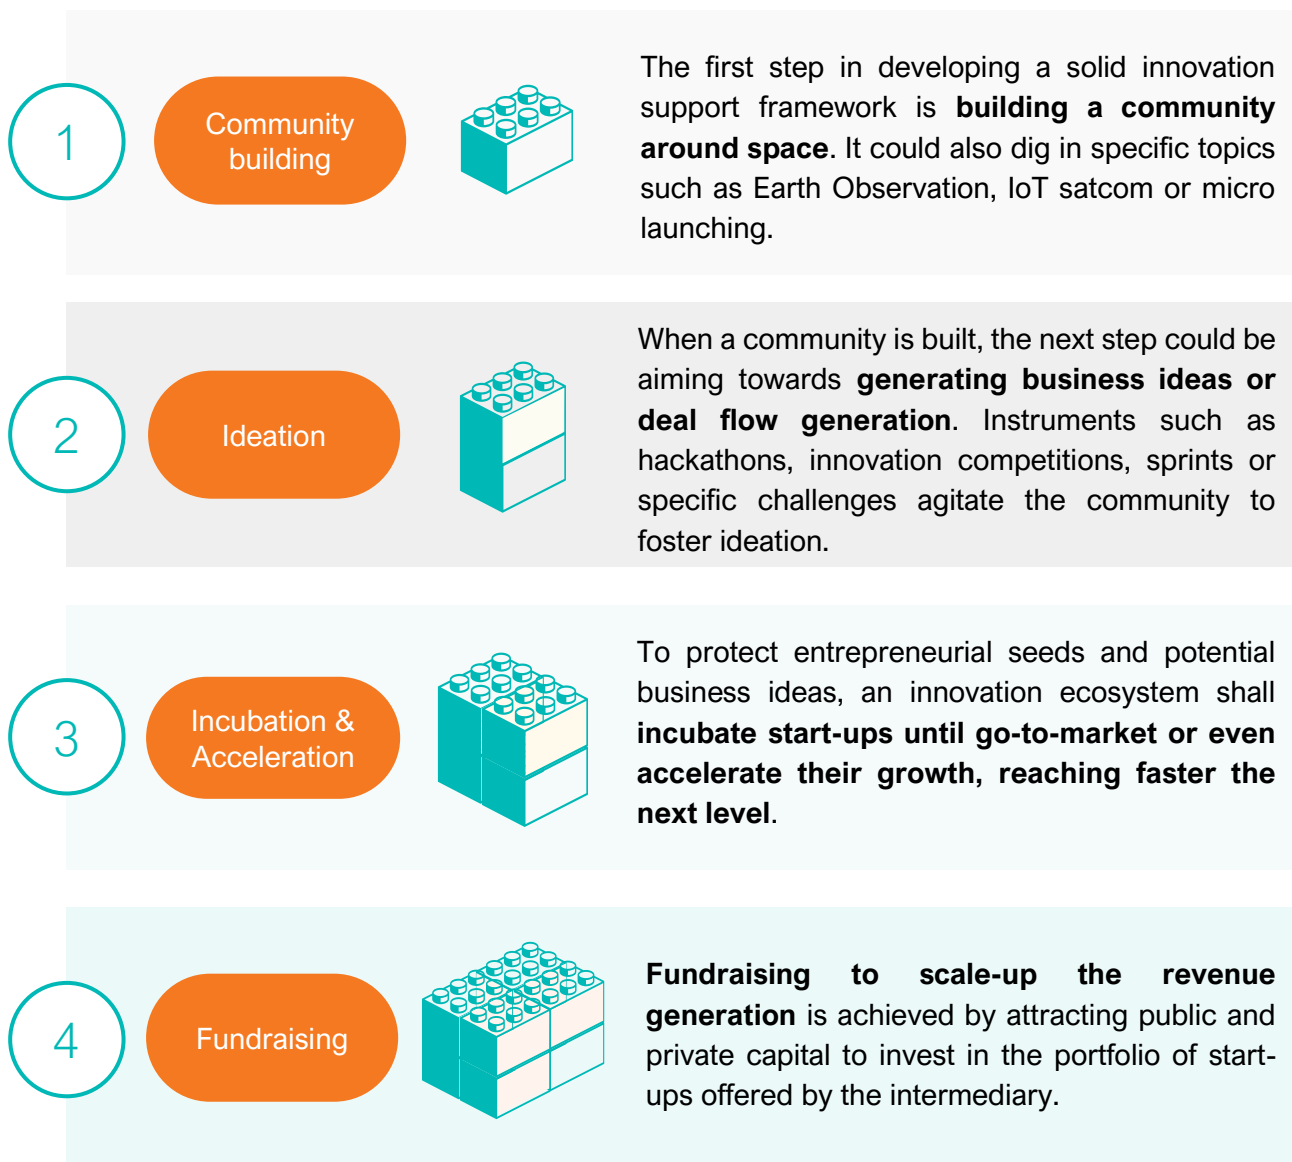 1
Community
building
The first step in developing a solid innovation
support framework is building a community
around space. It could also dig in specific topics
such as Earth Observation, IoT satcom or micro
launching.
2
Ideation
When a community is built, the next step could be
aiming towards generating business ideas or
deal flow generation. Instruments such as
hackathons, innovation competitions, sprints or
specific challenges agitate the community to
foster ideation.
3
Incubation &
Acceleration
To protect entrepreneurial seeds and potential
business ideas, an innovation ecosystem shall
incubate start-ups until go-to-market or even
accelerate their growth, reaching faster the
next level.
4
Fundraising
Fundraising to scale-up the revenue
generation is achieved by attracting public and
private capital to invest in the portfolio of start-
ups offered by the intermediary.